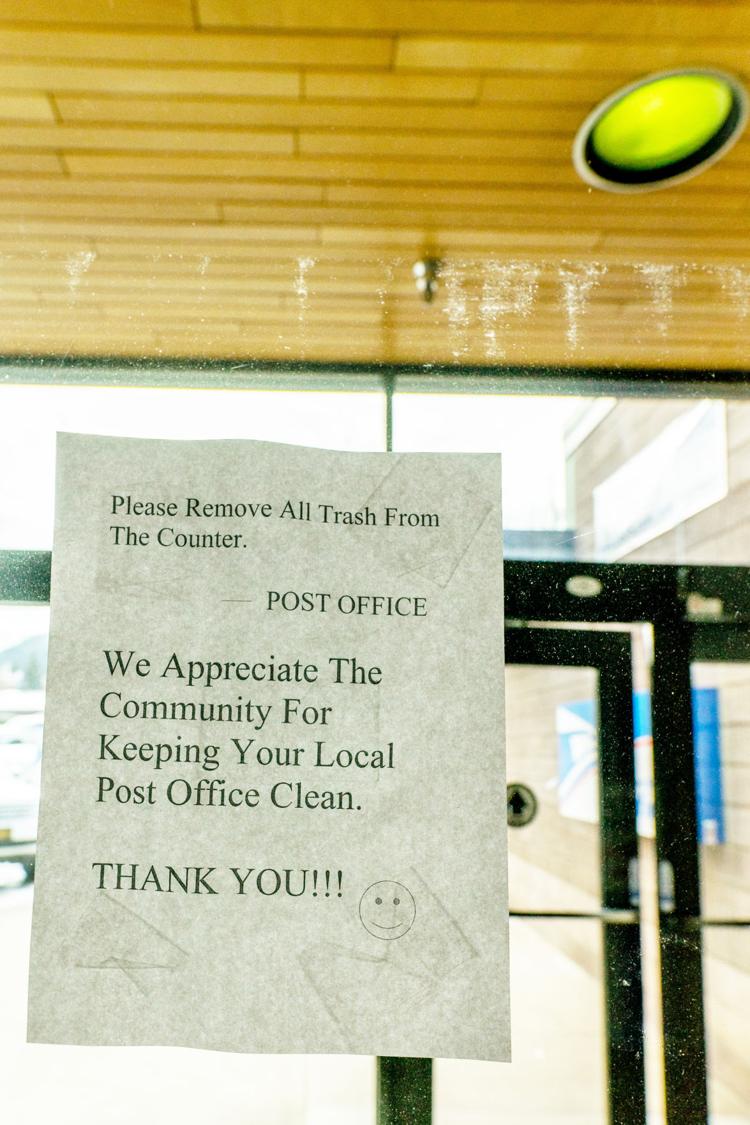 Please Remove All Trash From
The Counter.
— POST OFFICE
We Appreciate The
Community For
Keeping Your Local
Post Office Clean.
THANK YOU!!!